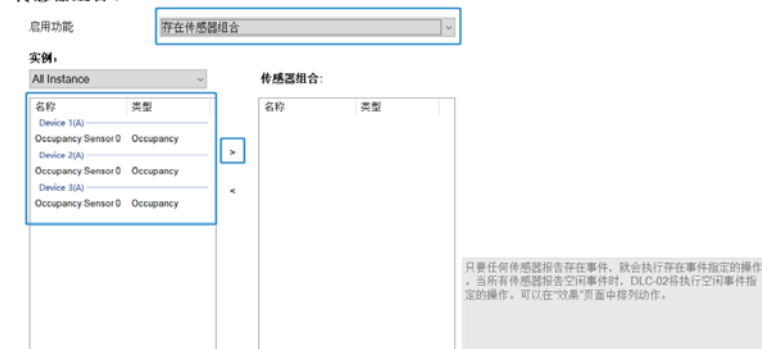 启用功能
存在传感器组合
实例:
All Instance
传感器组合:
名称 类型
名称 类型
Device 1(A)
Occupancy Sensor 0 Occupancy
>
Device 2(A)
Occupancy Sensor 0 Occupancy
Device 3(A)
<
Occupancy Sensor 0 Occupancy
只要任何传感器报告存在事件，就会执行存在事件指定的操作
。当所有传感器报告空闲事件时，DLC-02将执行空闲事件指
定的操作。可以在"效果"页面中排列动作。